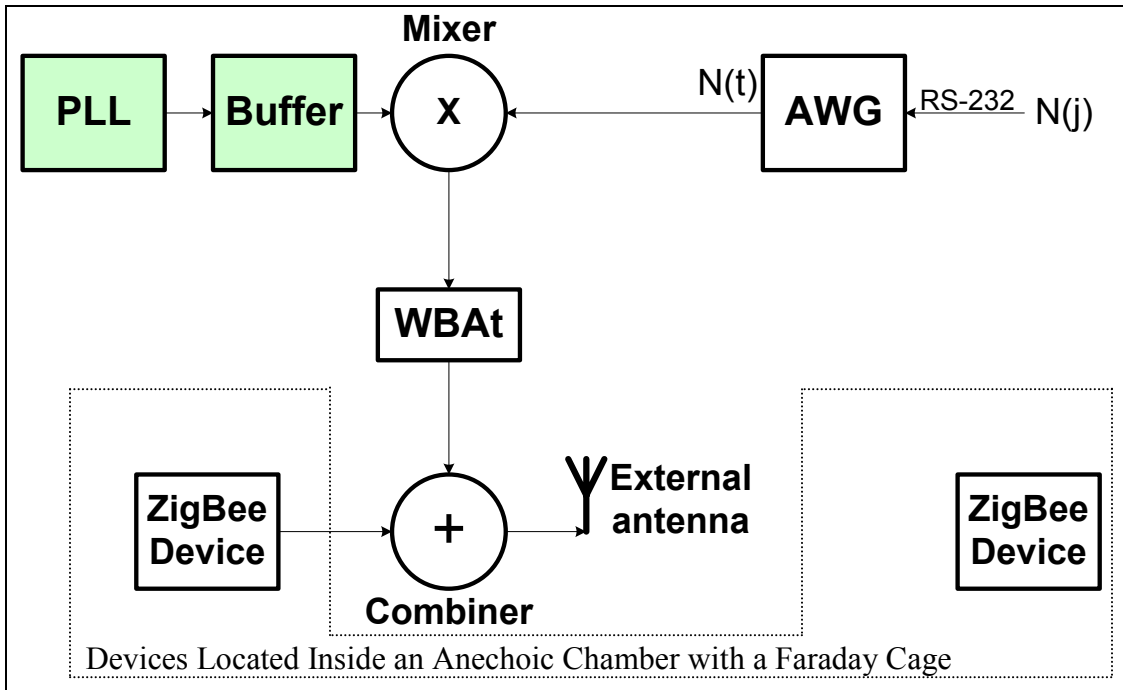 Mixer
PLL
Buffer
X
N(t)
AWG
RS-232
N(j)
WBAt
ZigBee
Device
+
Combiner
External
antenna
ZigBee
Device
Devices Located Inside an Anechoic Chamber with a Faraday Cage